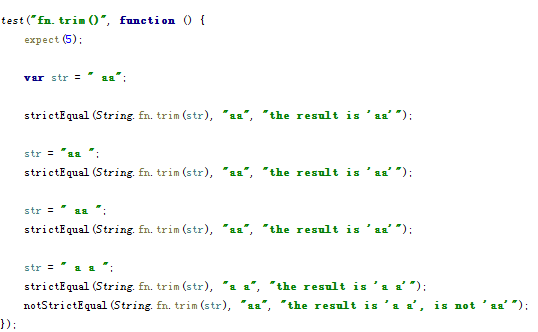 test("fn.trim()", function () {
expect(5);
var str = " aa";
strictEqual(String.fn.trim(str), "aa", "the result is 'aa'");
str = "aa ";
strictEqual(String.fn.trim(str), "aa", "the result is 'aa'");
str = " aa ";
strictEqual(String.fn.trim(str), "aa", "the result is 'aa'");
str = " a a ";
strictEqual(String.fn.trim(str), "a a", "the result is 'a a'");
notStrictEqual(String.fn.trim(str), "aa", "the result is 'a a', is not 'aa'");
});